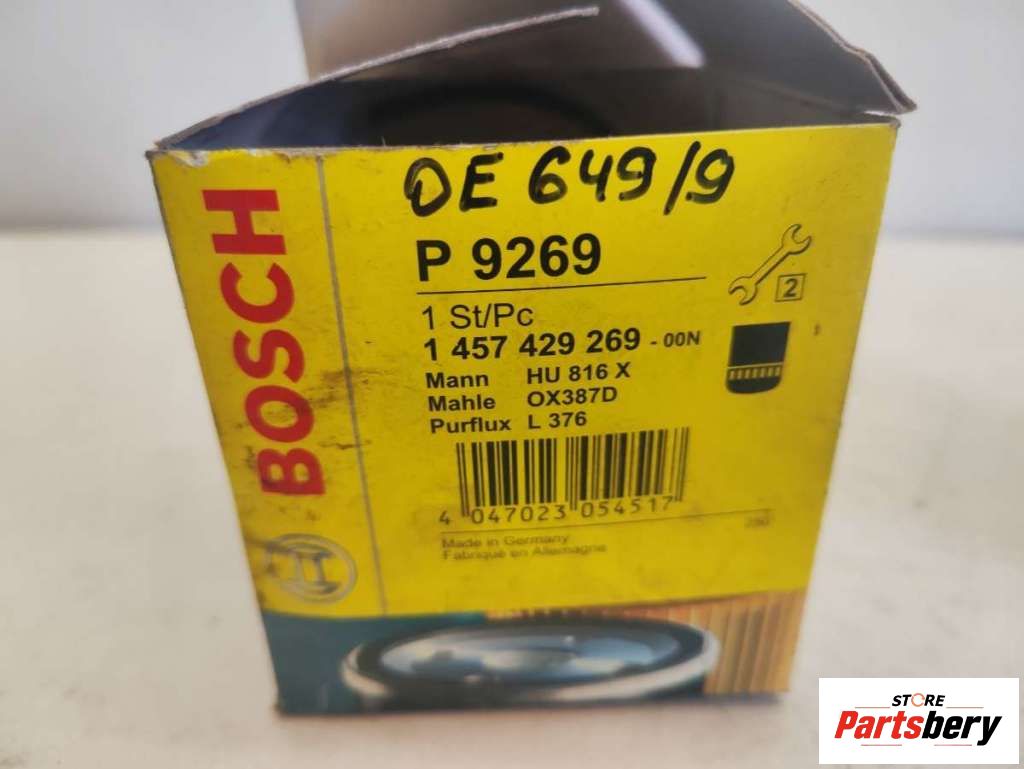 OE 649/9
BOSCH
P 9269
2
1 St/Pc
1 457 429 269 - 00N
Mann HU 816 X
Mahle OX387D
Purflux L 376
4 047023 054517
Made in Germany
Fabriqué en Allemagne
STORE
Partsbery